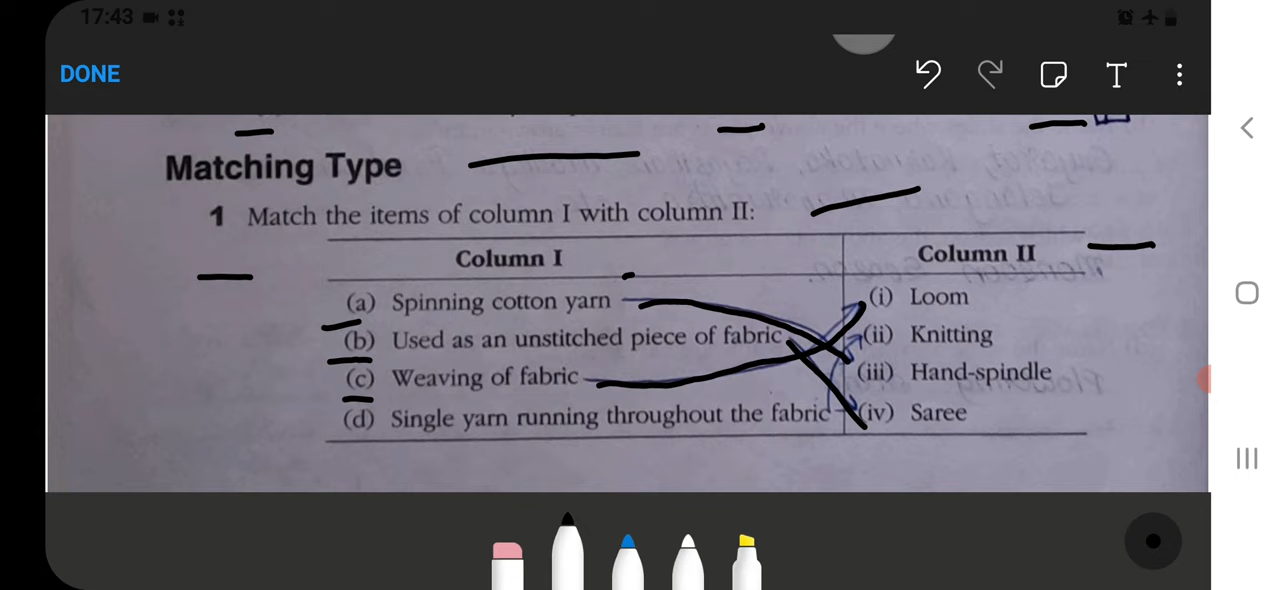 17:43
DONE
T
Matching Type
1 Match the items of column I with column II:
Column I Column II
(a) Spinning cotton yarn (i) Loom
(b) Used as an unstitched piece of fabric (ii) Knitting
(c) Weaving of fabric (iii) Hand-spindle
(d) Single yarn running throughout the fabric (iv) Saree